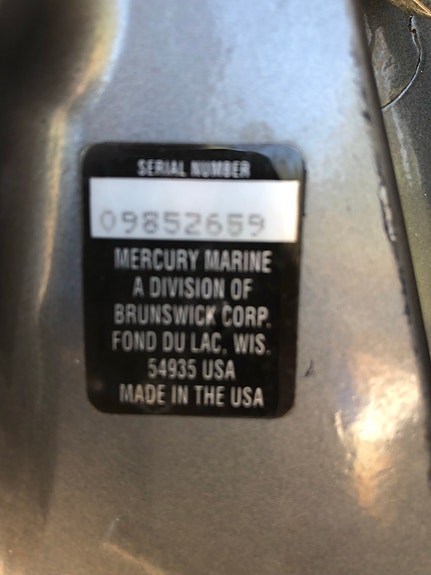 SERIAL NUMBER
09852659
MERCURY MARINE
A DIVISION OF
BRUNSWICK CORP.
FOND DU LAC, WIS.
54935 USA
MADE IN THE USA